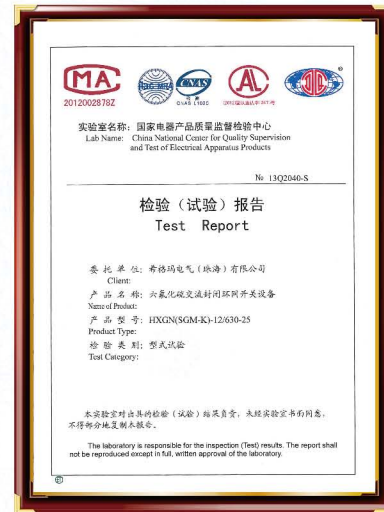 MA
ilac-MRA
CNAS
AL
2012002878Z
CNAS L1600
实验室名称: 国家电器产品质量监督检验中心
Lab Name: China National Center for Quality Supervision
and Test of Electrical Apparatus Products
№ 13Q2040-S
检验（试验）报告
Test Report
委 托 单 位: 希格玛电气（珠海）有限公司
Client:
产 品 名 称: 六氟化硫交流封闭环网开关设备
Name of Product:
产 品 型 号: HXGN(SGM-K)-12/630-25
Product Type:
检 验 类 别: 型式试验
Test Category:
本实验室对出具的检验（试验）结果负责，未经实验室书面同意，
不得部分地复制本报告。
The laboratory is responsible for the inspection (Test) results. The report shall
not be reproduced except in full, written approval of the laboratory.